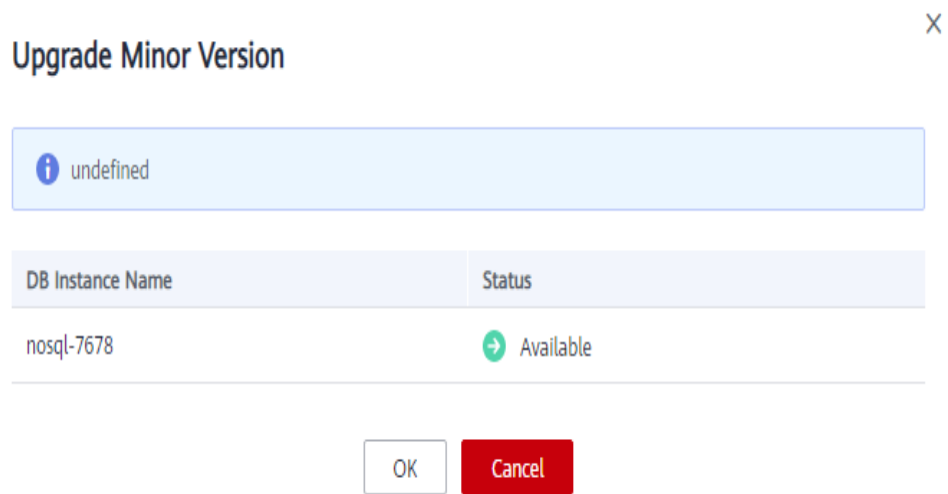 X
Upgrade Minor Version
undefined
DB Instance Name Status
nosql-7678 Available
OK Cancel